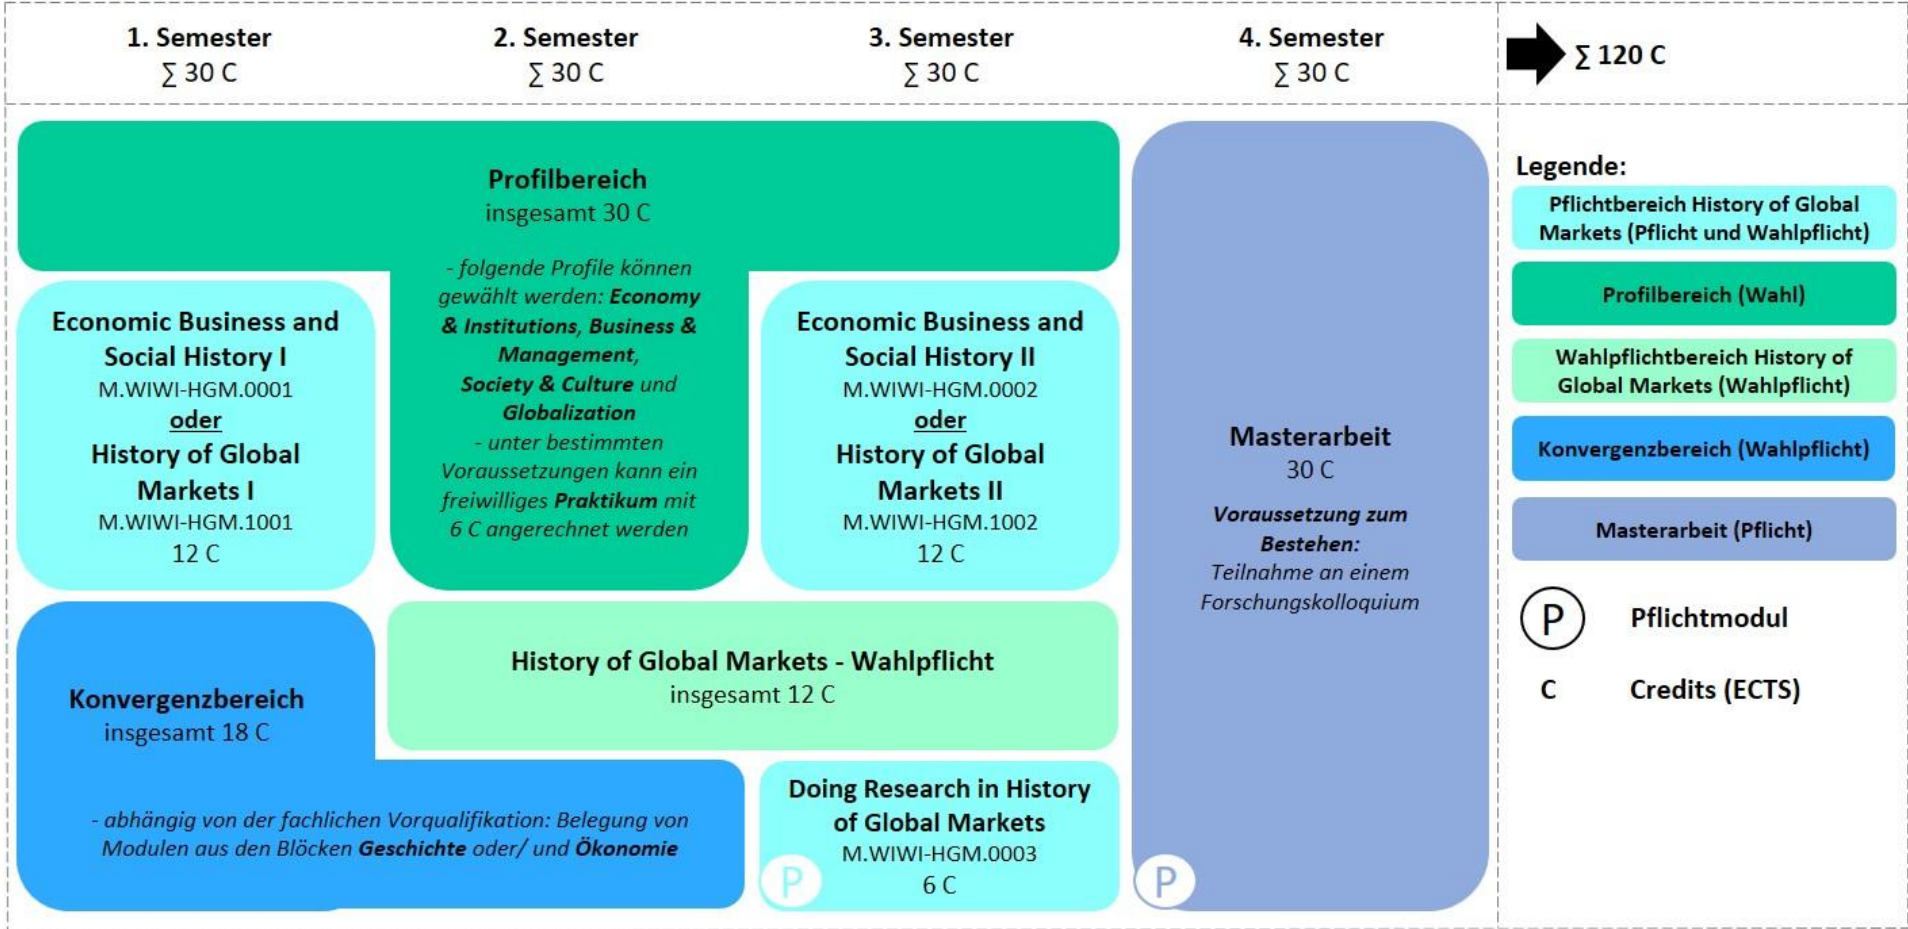 1. Semester
∑ 30 C
2. Semester
∑ 30 C
3. Semester
∑ 30 C
4. Semester
∑ 30 C
∑ 120 C
Profilbereich
insgesamt 30 C
- folgende Profile können
gewählt werden: Economy
& Institutions, Business &
Management,
Society & Culture und
Globalization
- unter bestimmten
Voraussetzungen kann ein
freiwilliges Praktikum mit
6 C angerechnet werden
Economic Business and
Social History I
M.WIWI-HGM.0001
oder
History of Global
Markets I
M.WIWI-HGM.1001
12 C
Economic Business and
Social History II
M.WIWI-HGM.0002
oder
History of Global
Markets II
M.WIWI-HGM.1002
12 C
Konvergenzbereich
insgesamt 18 C
- abhängig von der fachlichen Vorqualifikation: Belegung von
Modulen aus den Blöcken Geschichte oder/ und Ökonomie
History of Global Markets - Wahlpflicht
insgesamt 12 C
Doing Research in History
of Global Markets
M.WIWI-HGM.0003
6 C
P
Masterarbeit
30 C
Voraussetzung zum
Bestehen:
Teilnahme an einem
Forschungskolloquium
P
Legende:
Pflichtbereich History of Global
Markets (Pflicht und Wahlpflicht)
Profilbereich (Wahl)
Wahlpflichtbereich History of
Global Markets (Wahlpflicht)
Konvergenzbereich (Wahlpflicht)
Masterarbeit (Pflicht)
P Pflichtmodul
C Credits (ECTS)